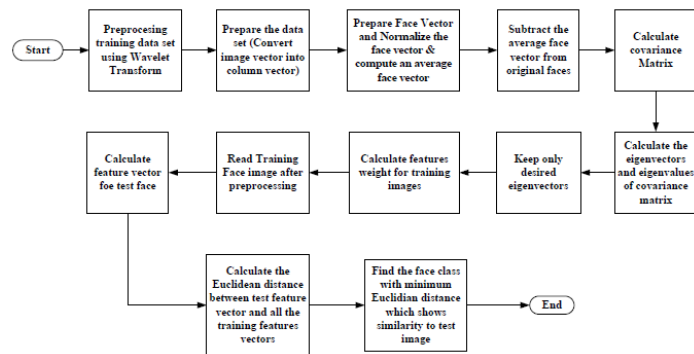 Start
Preprocesing
training data set
using Wavelet
Transform
Prepare the data
set (Convert
image vector into
column vector)
Prepare Face Vector
and Normalize the
face vector &
compute an average
face vector
Subtract the
average face
vector from
original faces
Calculate
covariance
Matrix
Calculate the
eigenvectors
and eigenvalues
of covariance
matrix
Keep only
desired
eigenvectors
Calculate features
weight for training
images
Read Training
Face image after
preprocessing
Calculate
feature vector
foe test face
Calculate the
Euclidean distance
between test feature
vector and all the
training features
vectors
Find the face class
with minimum
Euclidian distance
which shows
similarity to test
image
End